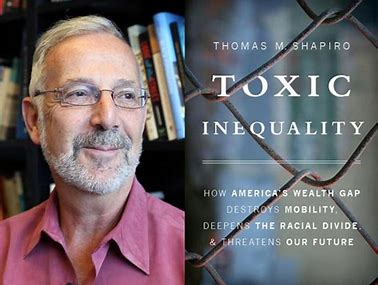 THOMAS M. SHAPIRO
TOXIC
INEQUALITY
HOW AMERICA'S WEALTH GAP
DESTROYS MOBILITY,
DEEPENS THE RACIAL DIVIDE,
& THREATENS OUR FUTURE